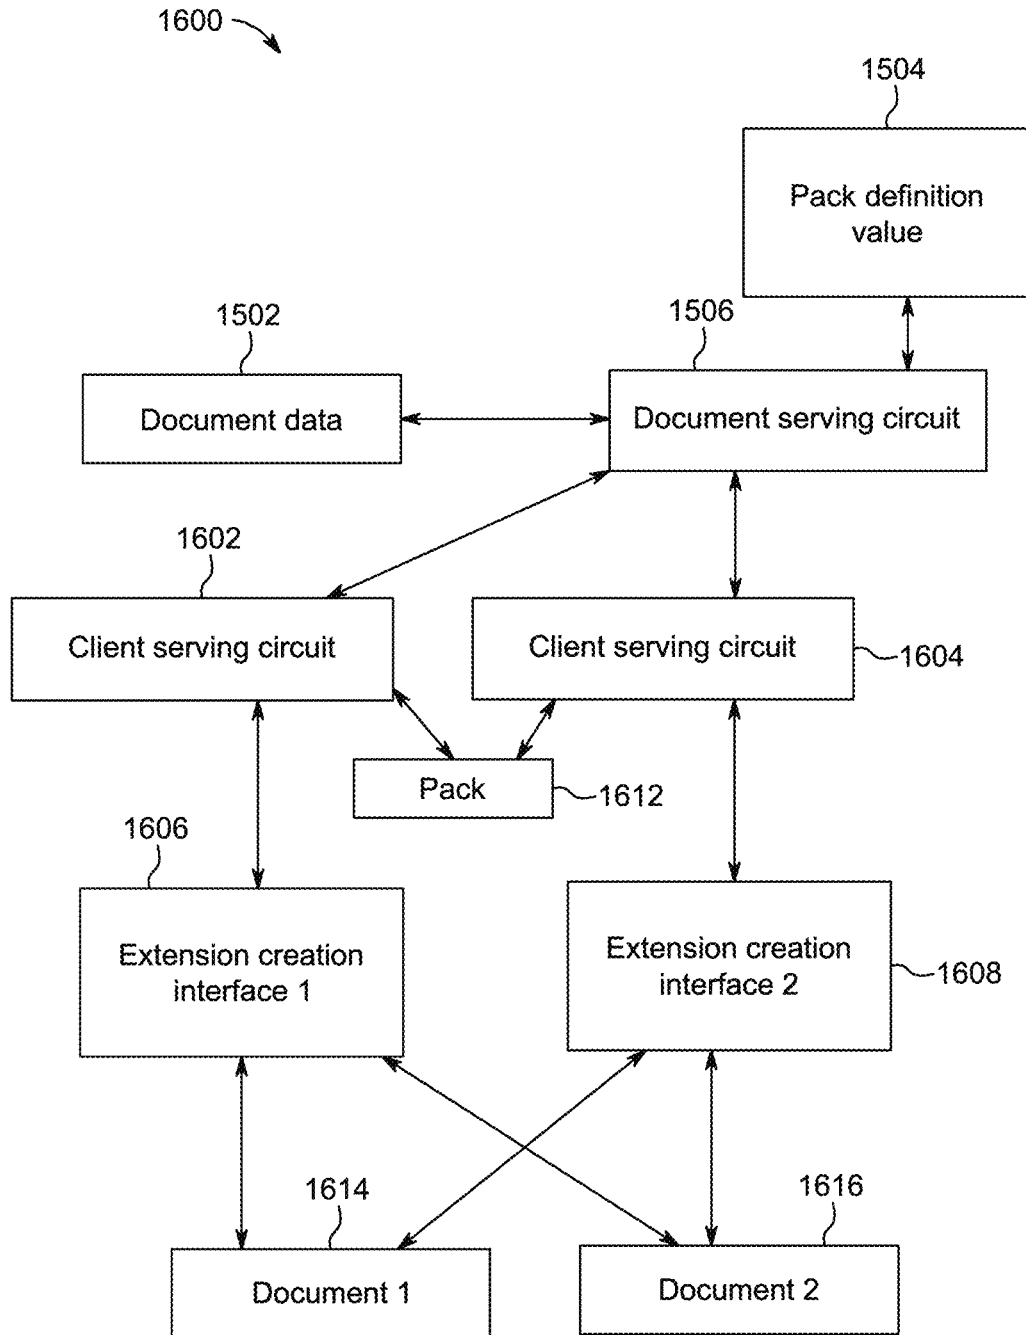 1600
1504
Pack definition
value
1502
1506
Document data
Document serving circuit
1602
Client serving circuit
Client serving circuit
1604
Pack
1612
1606
Extension creation
interface 1
Extension creation
interface 2
1608
1614
1616
Document 1
Document 2